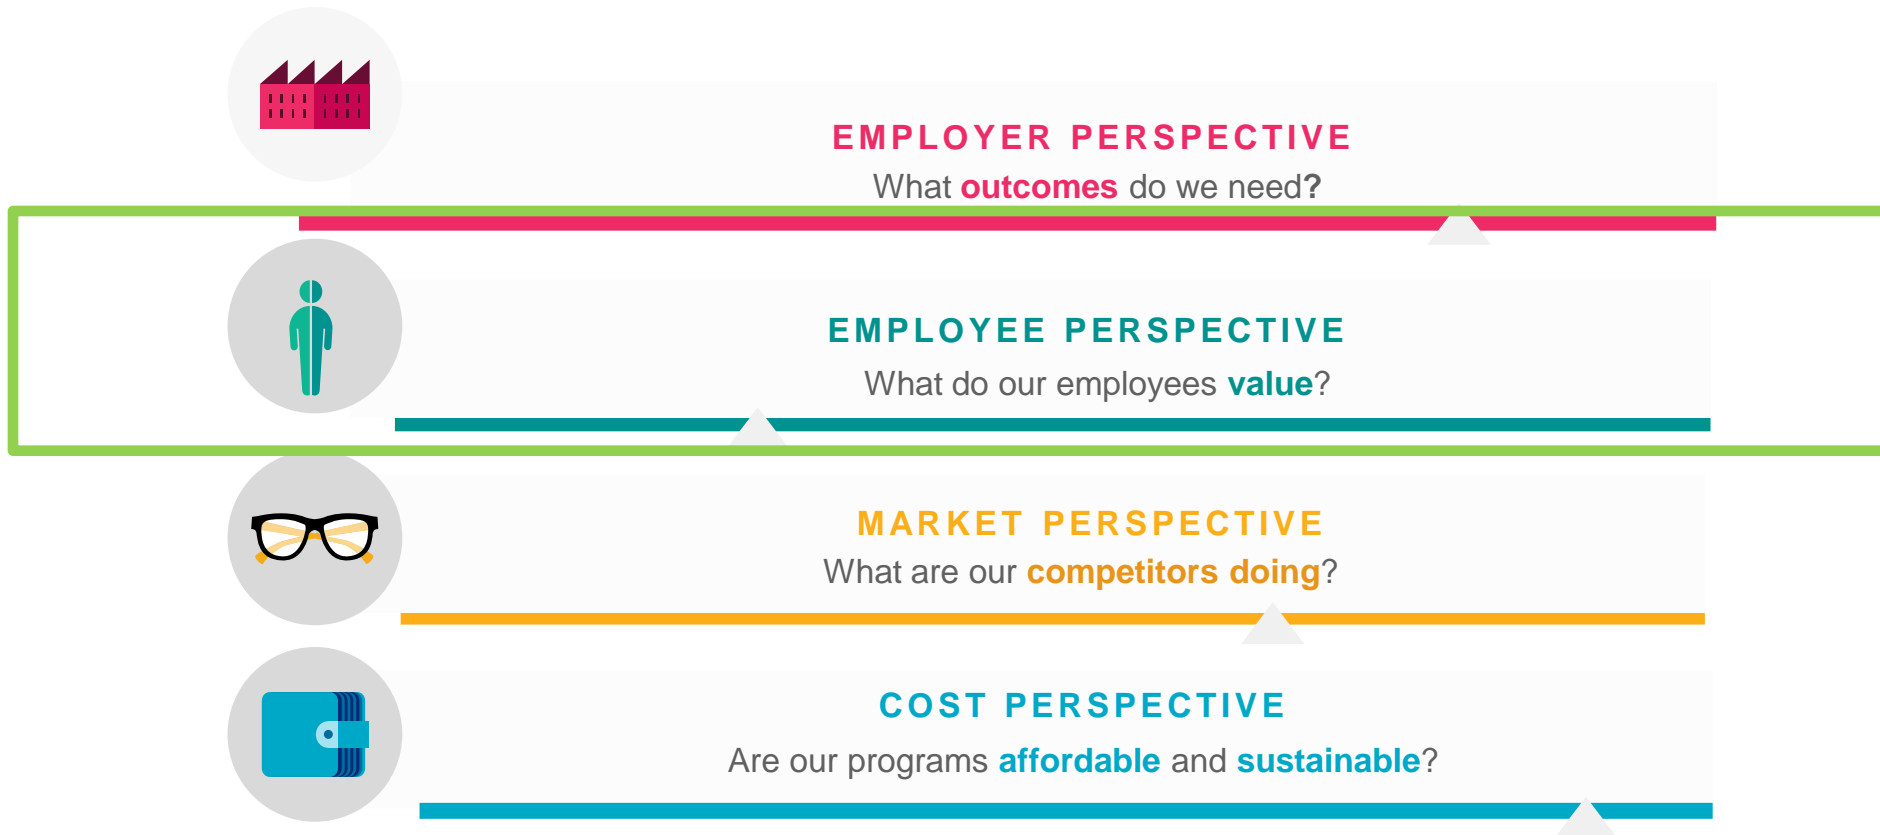 EMPLOYER PERSPECTIVE
What outcomes do we need?
EMPLOYEE PERSPECTIVE
What do our employees value?
MARKET PERSPECTIVE
What are our competitors doing?
COST PERSPECTIVE
Are our programs affordable and sustainable?